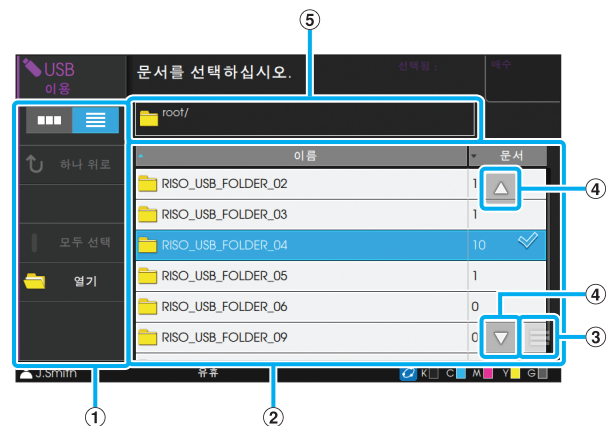 ⑤
USB
이용
문서를 선택하십시오.
선택됨 :
매수
root/
하나 위로
모두 선택
열기
이름
문서
RISO_USB_FOLDER_02
1
RISO_USB_FOLDER_03
1
RISO_USB_FOLDER_04
10
RISO_USB_FOLDER_05
1
RISO_USB_FOLDER_06
0
RISO_USB_FOLDER_09
0
④
④
③
J.Smith
유휴
K C M Y G
①
②